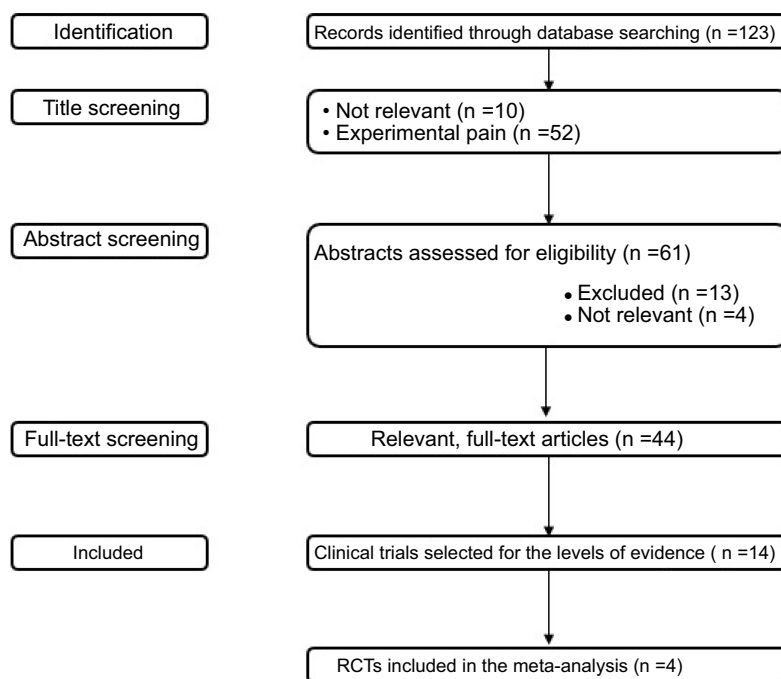 Identification
Records identified through database searching (n =123)
Title screening
• Not relevant (n =10)
• Experimental pain (n =52)
Abstract screening
Abstracts assessed for eligibility (n =61)
• Excluded (n =13)
• Not relevant (n =4)
Full-text screening
Relevant, full-text articles (n =44)
Included
Clinical trials selected for the levels of evidence ( n =14)
RCTs included in the meta-analysis (n =4)